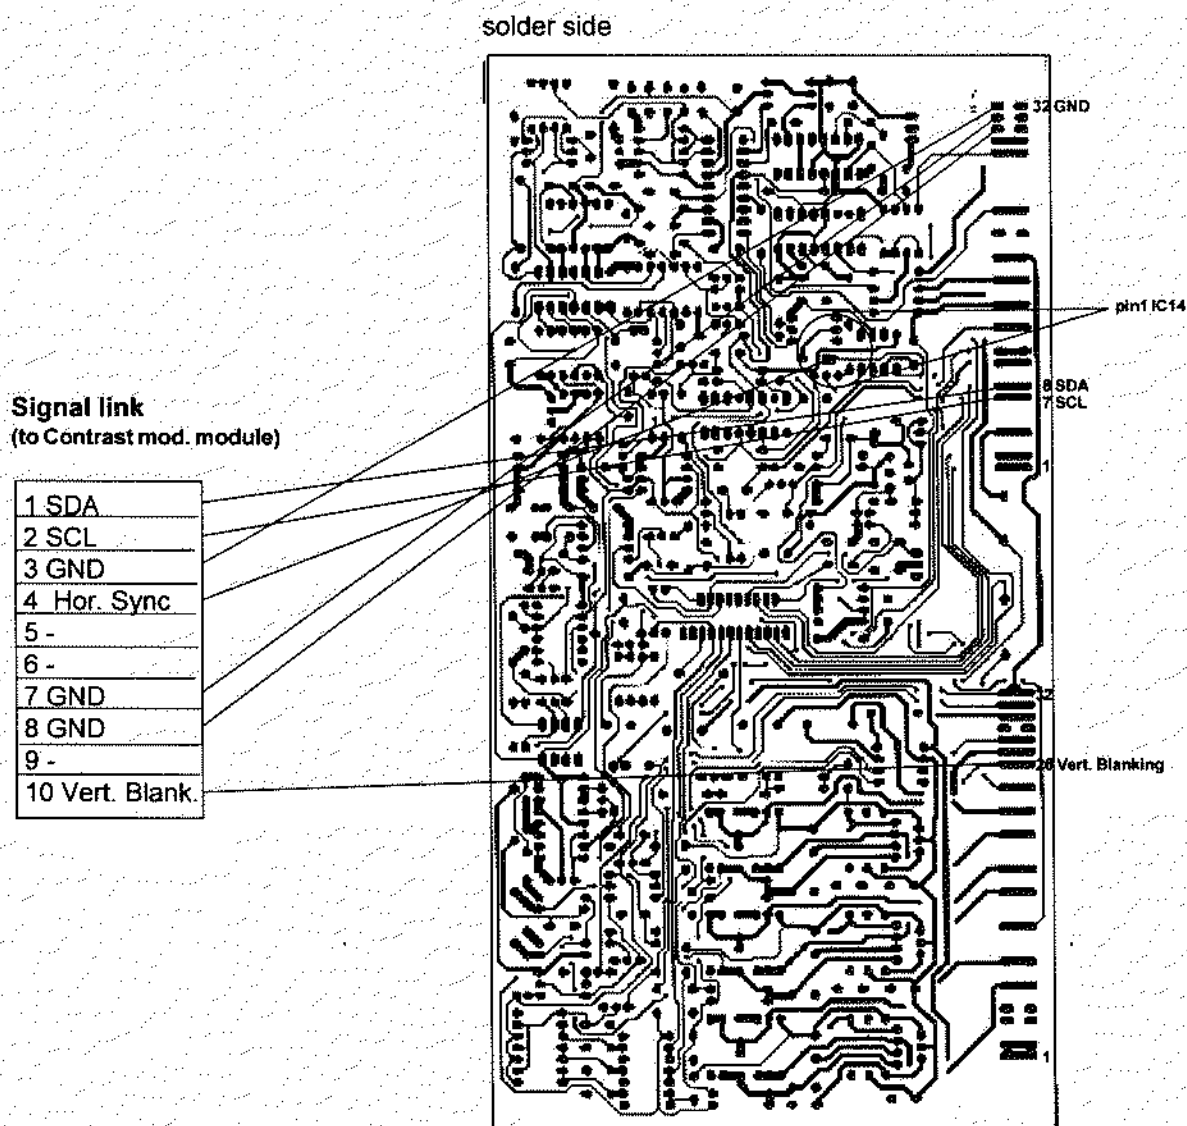 solder side
32 GND
pin1 IC14
8 SDA
7 SCL
1
Signal link
(to Contrast mod. module)
1 SDA
2 SCL
3 GND
4 Hor. Sync
5 -
6 -
7 GND
8 GND
9 -
10 Vert. Blank.
32
26 Vert. Blanking
1